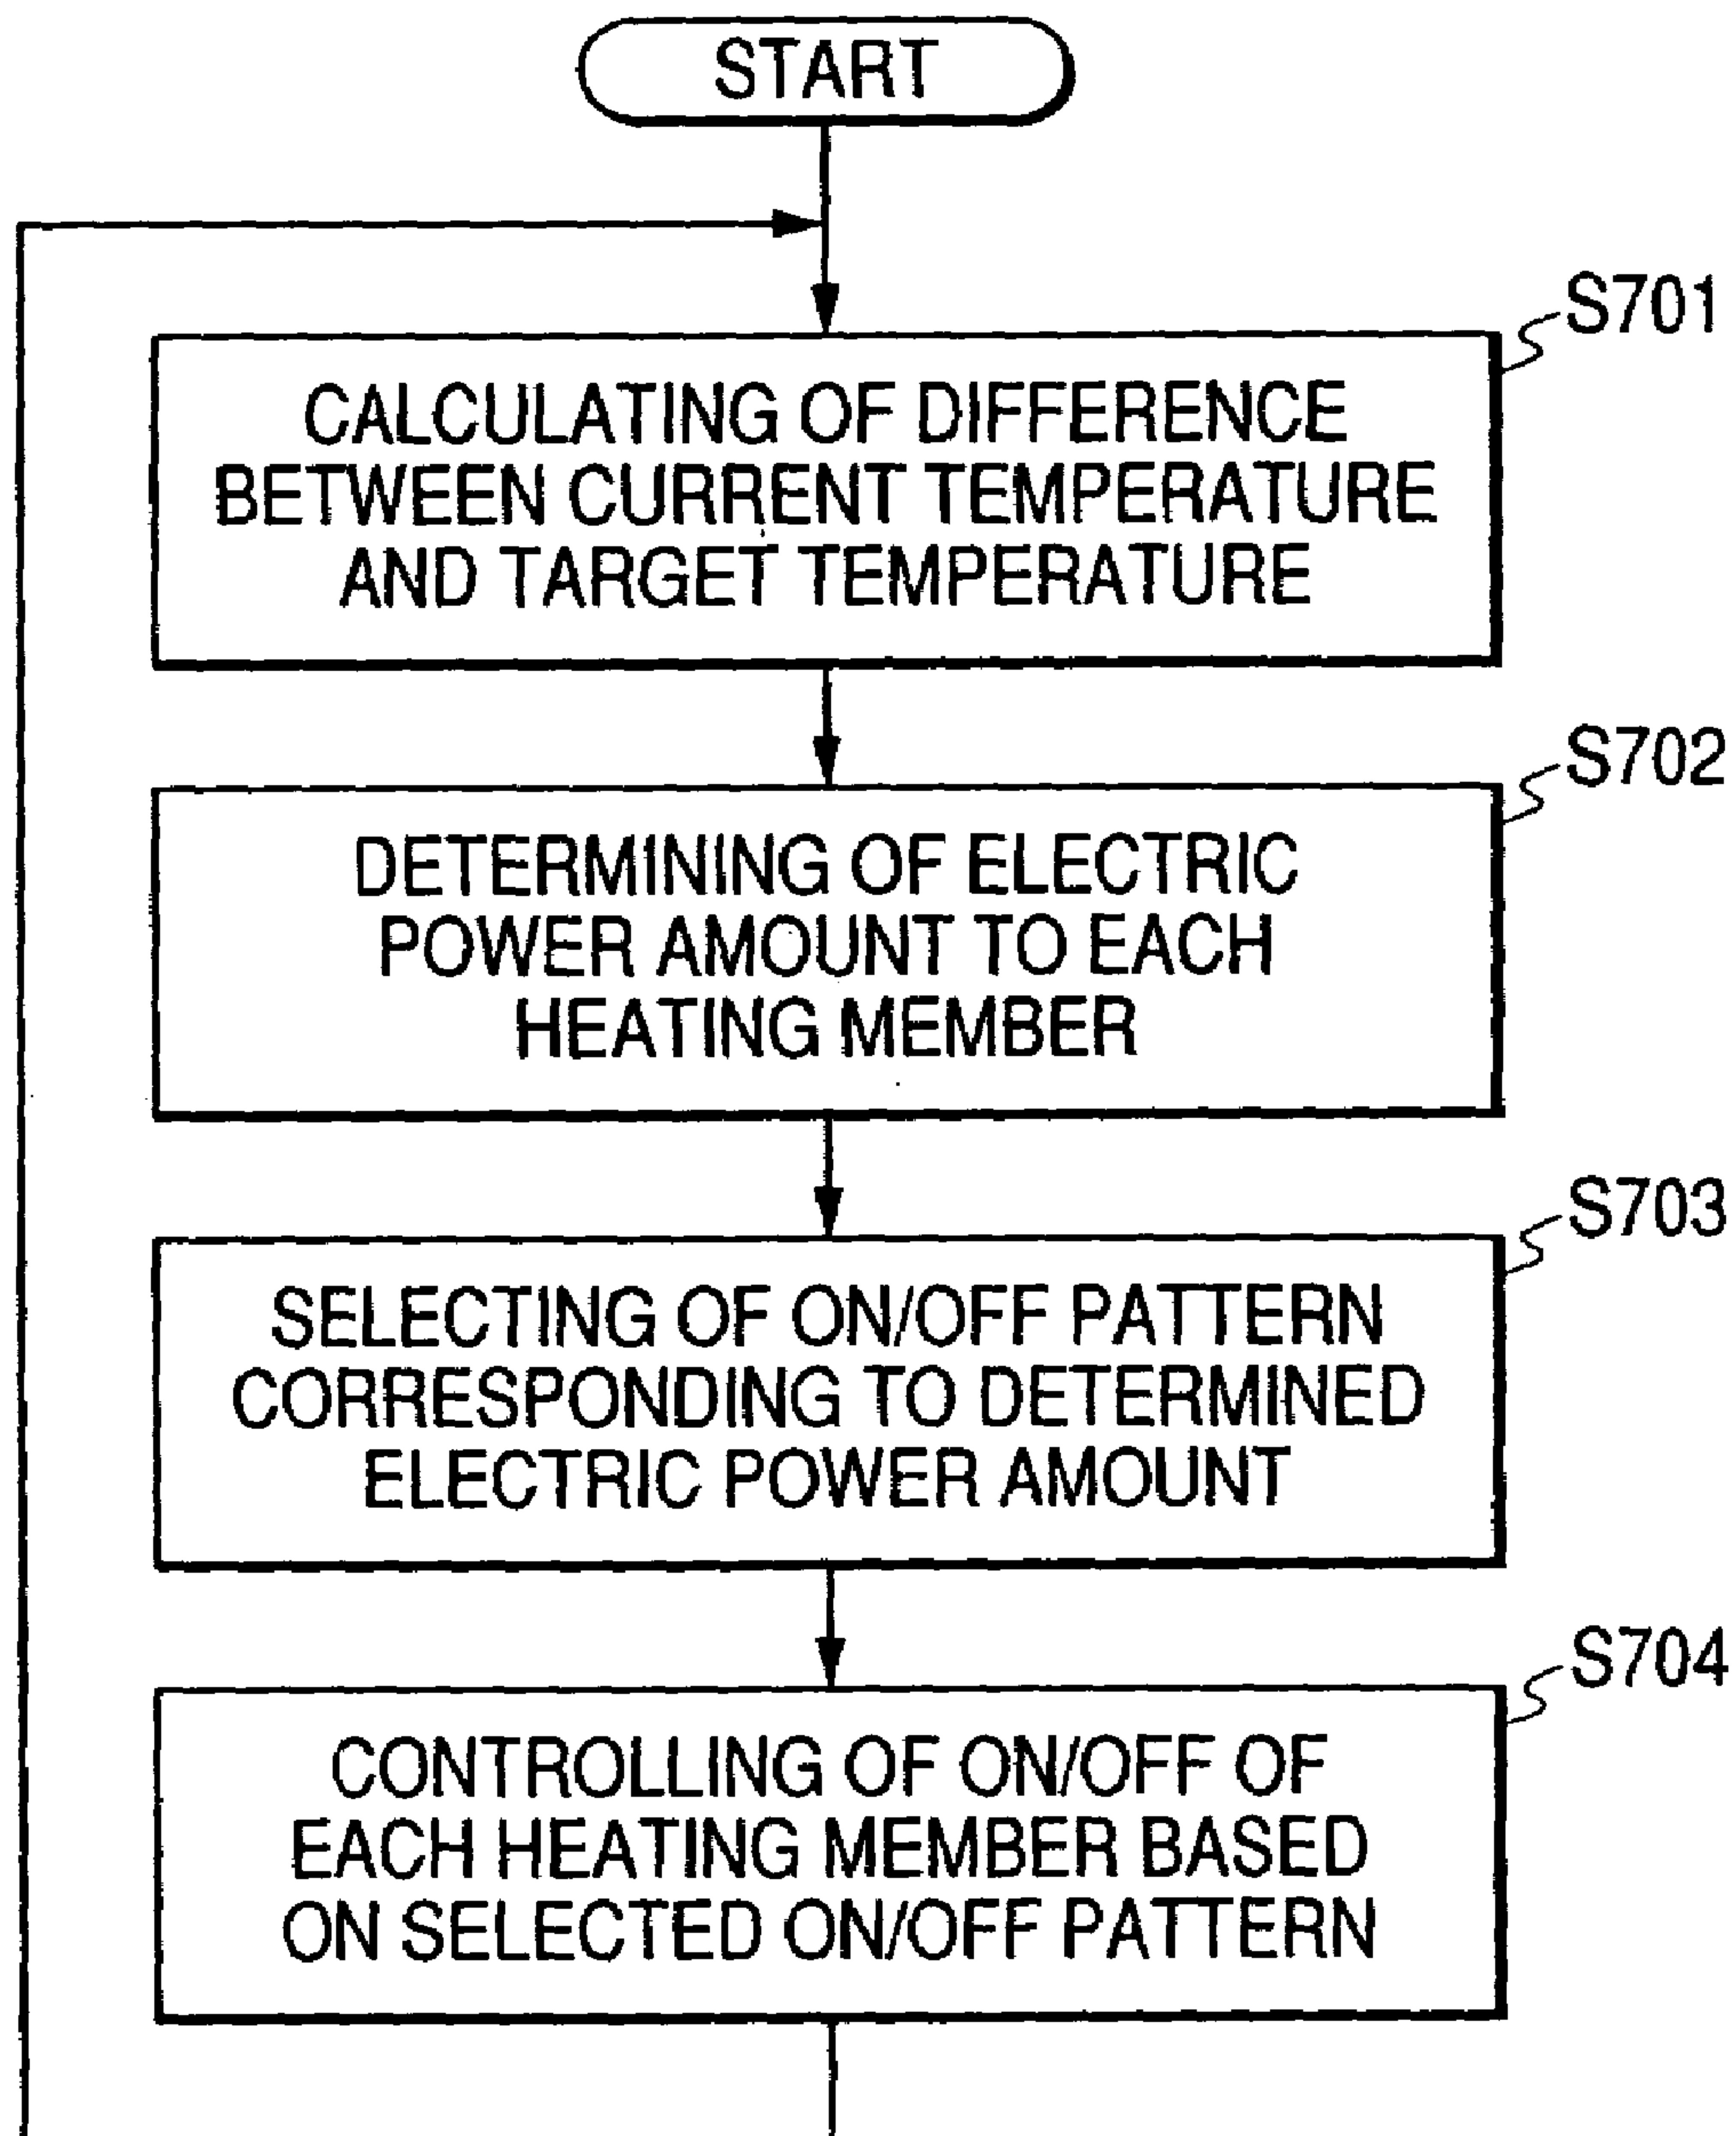 START
S701
CALCULATING OF DIFFERENCE
BETWEEN CURRENT TEMPERATURE
AND TARGET TEMPERATURE
S702
DETERMINING OF ELECTRIC
POWER AMOUNT TO EACH
HEATING MEMBER
S703
SELECTING OF ON/OFF PATTERN
CORRESPONDING TO DETERMINED
ELECTRIC POWER AMOUNT
S704
CONTROLLING OF ON/OFF OF
EACH HEATING MEMBER BASED
ON SELECTED ON/OFF PATTERN